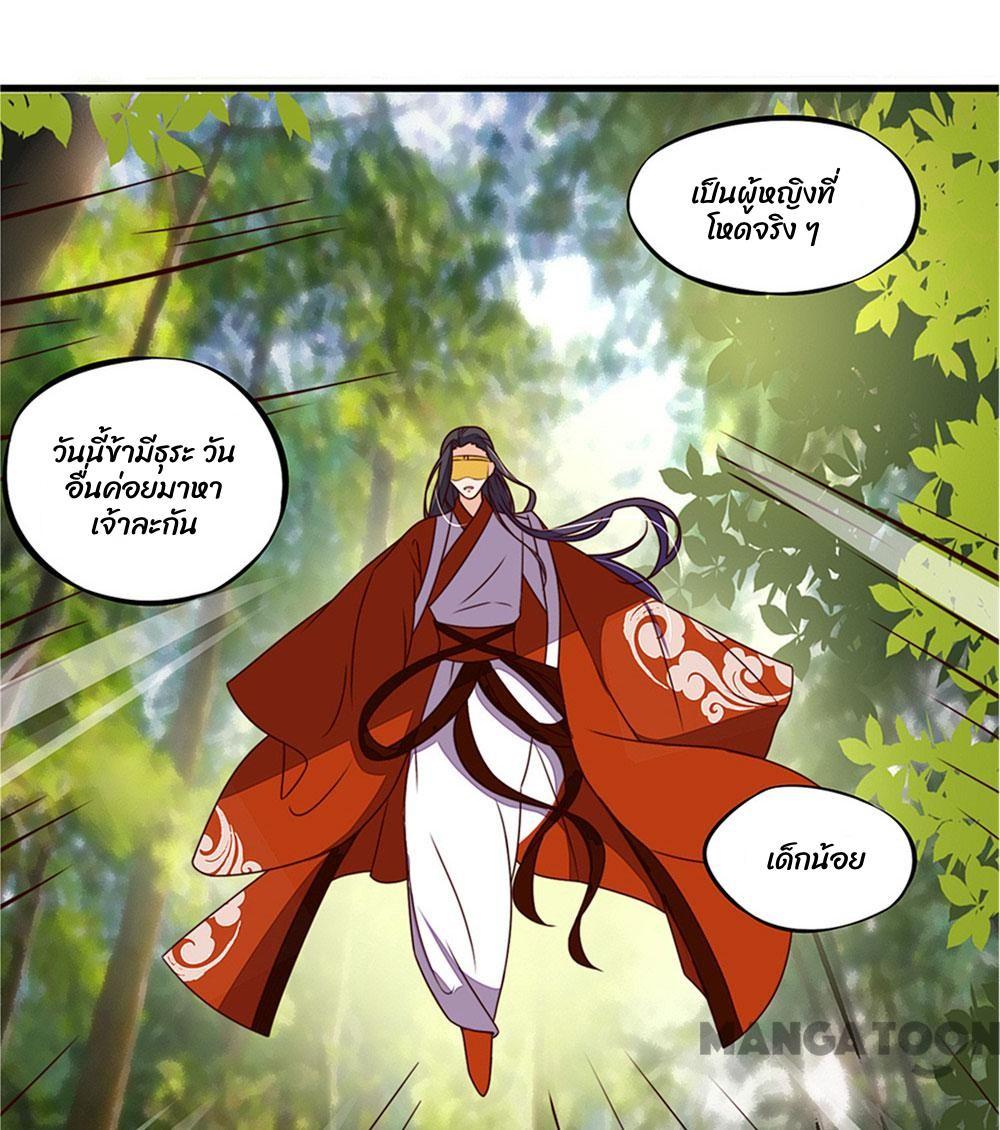 เป็นผู้หญิงที่
โหดจริง ๆ
วันนี้ข้ามีธุระ วัน
อื่นค่อยมาหา
เจ้าละกัน
เด็กน้อย
MANGATOON